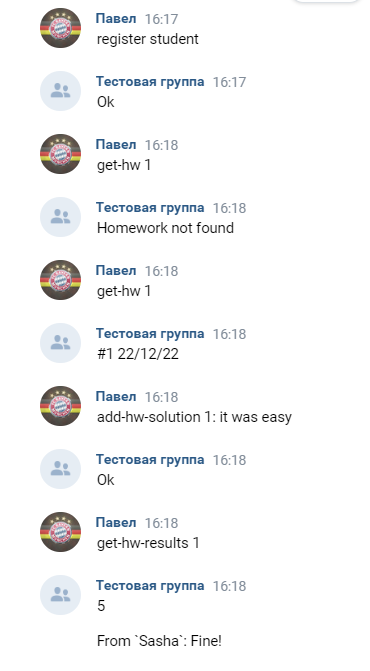 Павел 16:17
register student
Тестовая группа 16:17
Ok
Павел 16:18
get-hw 1
Тестовая группа 16:18
Homework not found
Павел 16:18
get-hw 1
Тестовая группа 16:18
#1 22/12/22
Павел 16:18
add-hw-solution 1: it was easy
Тестовая группа 16:18
Ok
Павел 16:18
get-hw-results 1
Тестовая группа 16:18
5
From `Sasha`: Fine!